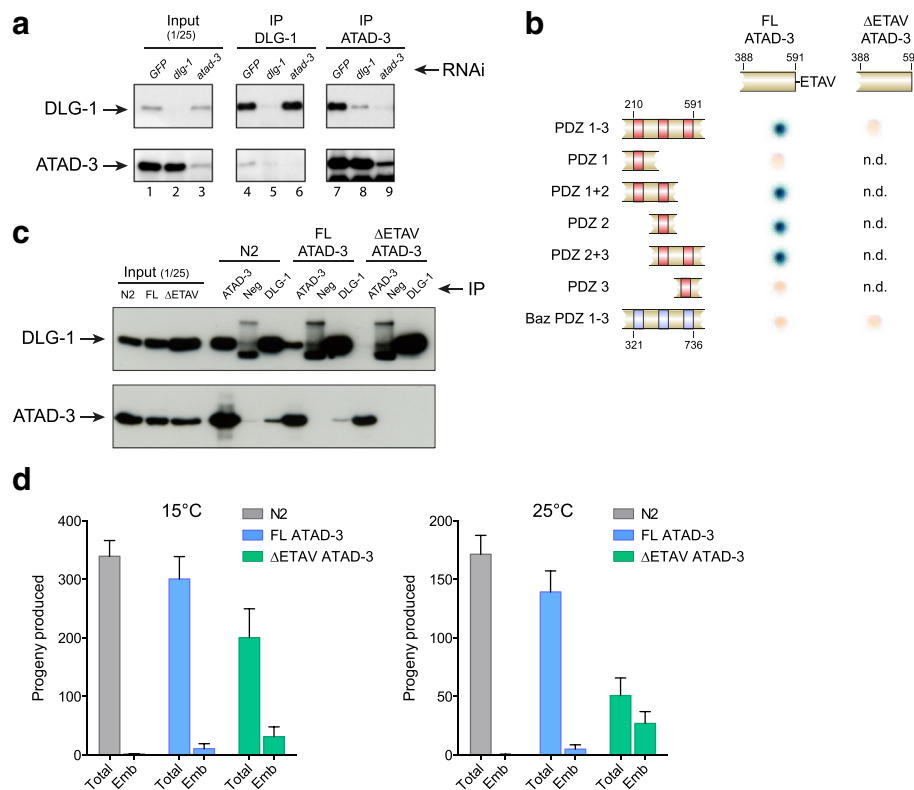 a
Input
(1/25)
IP
DLG-1
IP
ATAD-3
GFP dlg-1 atad-3 GFP dlg-1 atad-3 GFP dlg-1 atad-3
RNAi
DLG-1
ATAD-3
1 2 3 4 5 6 7 8 9
b
FL
ATAD-3
ΔETAV
ATAD-3
388 591 388 59
ETAV
210 591
PDZ 1-3
PDZ 1 n.d.
PDZ 1+2 n.d.
PDZ 2 n.d.
PDZ 2+3 n.d.
PDZ 3 n.d.
Baz PDZ 1-3
321 736
c
Input (1/25)
N2
FL
ATAD-3
ΔETAV
ATAD-3
N2 FL ΔETAV ATAD-3 Neg DLG-1 ATAD-3 Neg DLG-1 ATAD-3 Neg DLG-1
IP
DLG-1
ATAD-3
d
15°C
N2
FL ATAD-3
ΔETAV ATAD-3
Progeny produced
400
300
200
100
0
Total Emb Total Emb Total Emb
25°C
N2
FL ATAD-3
ΔETAV ATAD-3
Progeny produced
200
150
100
50
0
Total Emb Total Emb Total Emb